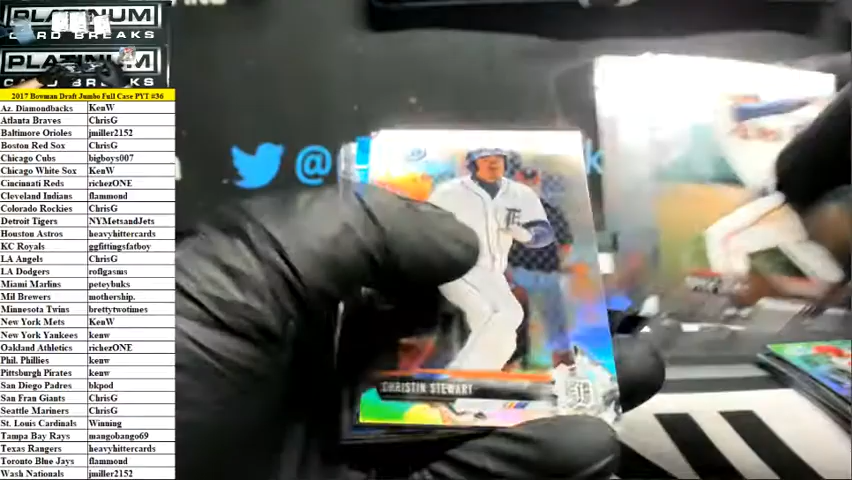 PLATINUM
CARD BREAKS
PLATINUM
CARD BREAKS
2017 Bowman Draft Jumbo Full Case PYT #36
Az. Diamondbacks KenW
Atlanta Braves ChrisG
Baltimore Orioles jmiller2152
Boston Red Sox ChrisG
Chicago Cubs bigboys007
Chicago White Sox KenW
Cincinnati Reds richezONE
Cleveland Indians flammond
Colorado Rockies ChrisG
Detroit Tigers NYMetsandJets
Houston Astros heavyhittercards
KC Royals ggfittingsfatboy
LA Angels ChrisG
LA Dodgers roflgasms
Miami Marlins peteybuks
Mil Brewers mothership.
Minnesota Twins brettytwotimes
New York Mets KenW
New York Yankees kenw
Oakland Athletics richezONE
Phil. Phillies kenw
Pittsburgh Pirates kenw
San Diego Padres bkpod
San Fran Giants ChrisG
Seattle Mariners ChrisG
St. Louis Cardinals Winning
Tampa Bay Rays mangobango69
Texas Rangers heavyhittercards
Toronto Blue Jays flammond
Wash Nationals jmiller2152
@
CHRISTIN STEWART